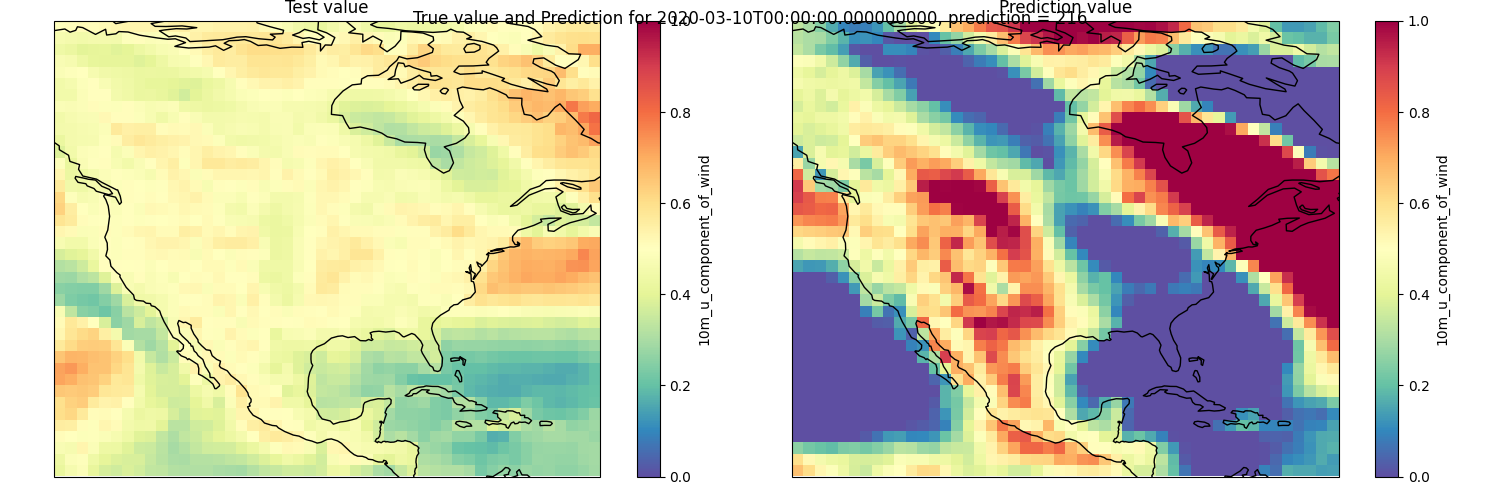 Test value
True value and Prediction for 2020-03-10T00:00:00.000000000, prediction = 216
Prediction value
1.0
0.8
0.6
0.4
0.2
0.0
10m_u_component_of_wind
1.0
0.8
0.6
0.4
0.2
0.0
10m_u_component_of_wind